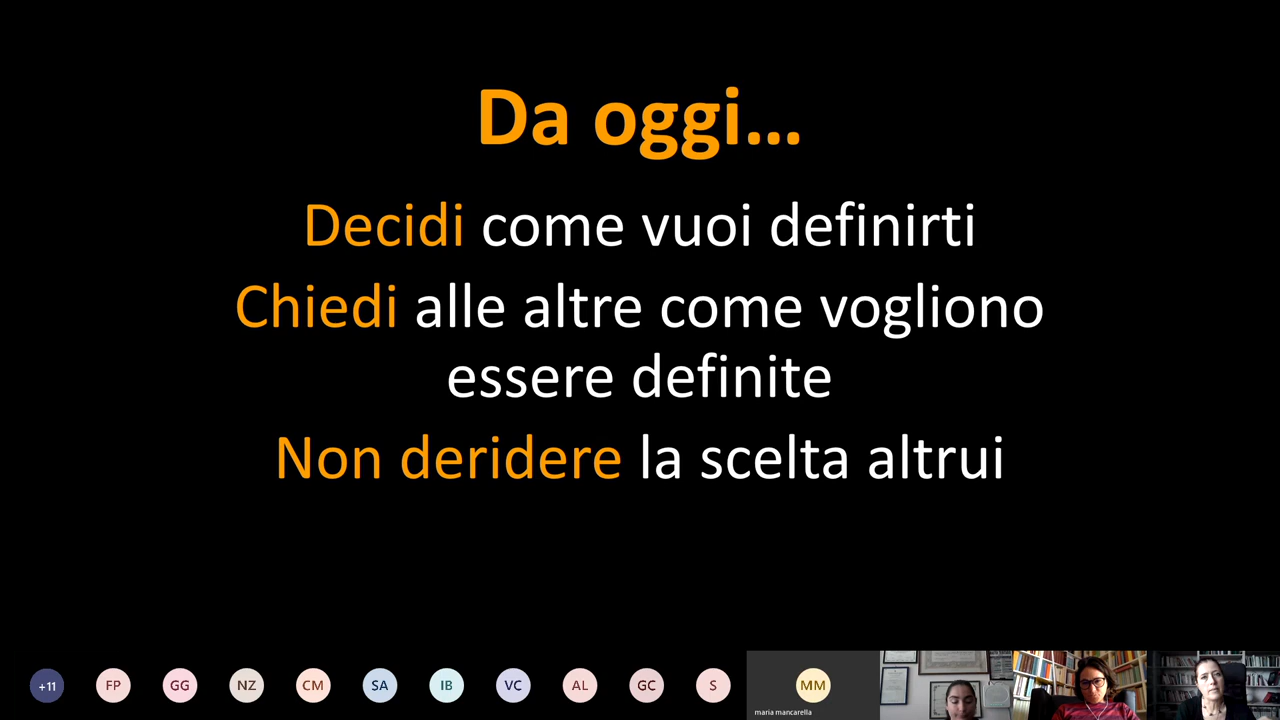 Da oggi...
Decidi come vuoi definirti
Chiedi alle altre come vogliono
essere definite
Non deridere la scelta altrui
+11 FP GG NZ CM SA IB VC AL GC S MM
maria mancarella